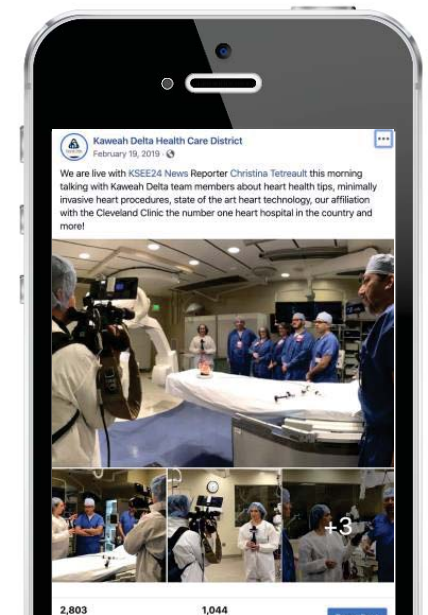 Kaweah Delta Health Care District
February 19, 2019 ·
We are live with KSEE24 News Reporter Christina Tetreault this morning
talking with Kaweah Delta team members about heart health tips, minimally
invasive heart procedures, state of the art heart technology, our affiliation
with the Cleveland Clinic the number one heart hospital in the country and
more!
+3
2,803 1,044